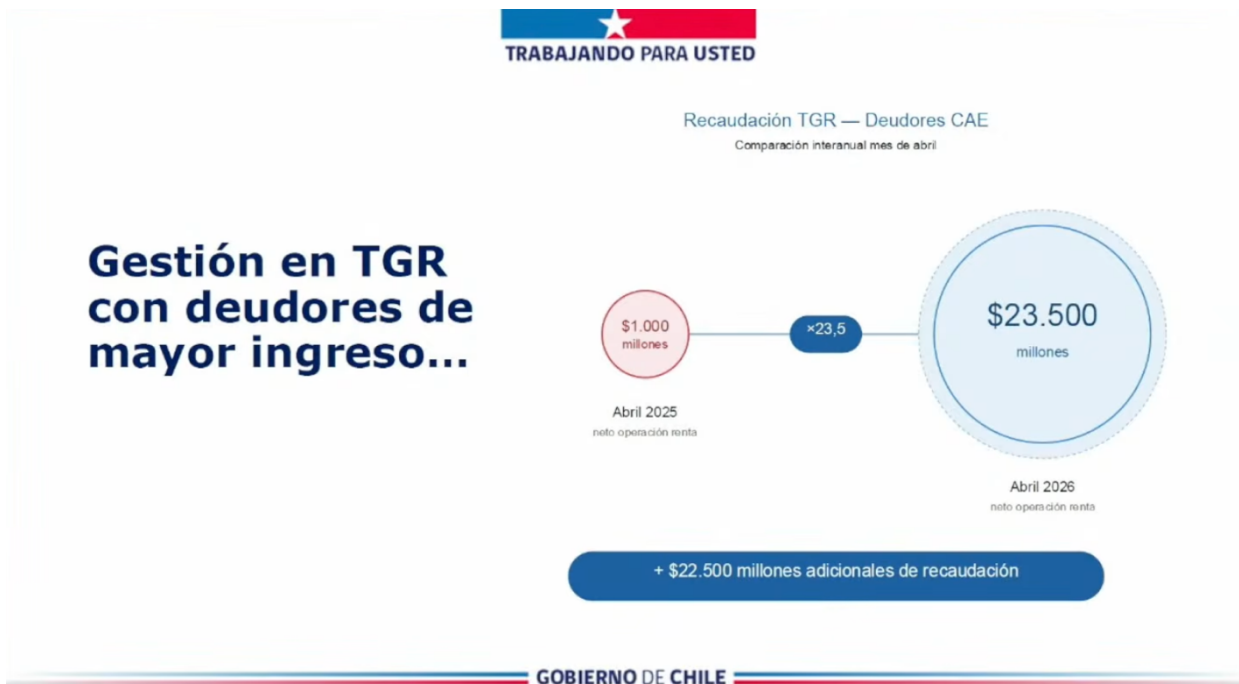 TRABAJANDO PARA USTED
Recaudación TGR — Deudores CAE
Comparación interanual mes de abril
Gestión en TGR
con deudores de
mayor ingreso...
$1.000
millones
×23,5
$23.500
millones
Abril 2025
neto operación renta
Abril 2026
neto operación renta
+ $22.500 millones adicionales de recaudación
GOBIERNO DE CHILE